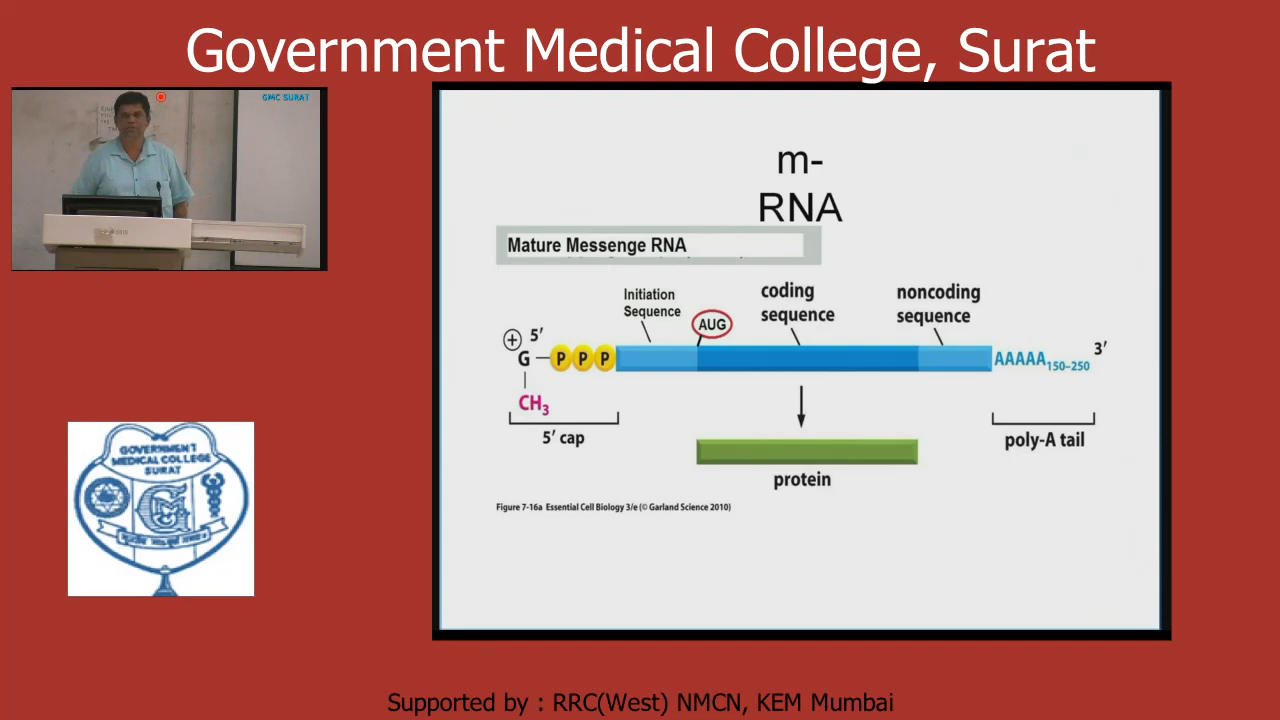 Government Medical College, Surat
GMC SURAT
m-
RNA
Mature Messenge RNA
Initiation
Sequence
AUG
coding
sequence
noncoding
sequence
5′
+
G
P P P
AAAAA150–250
3′
CH3
5′ cap
poly-A tail
protein
Figure 7-16a Essential Cell Biology 3/e (© Garland Science 2010)
GOVERNMENT
MEDICAL COLLEGE
SURAT
Supported by : RRC(West) NMCN, KEM Mumbai